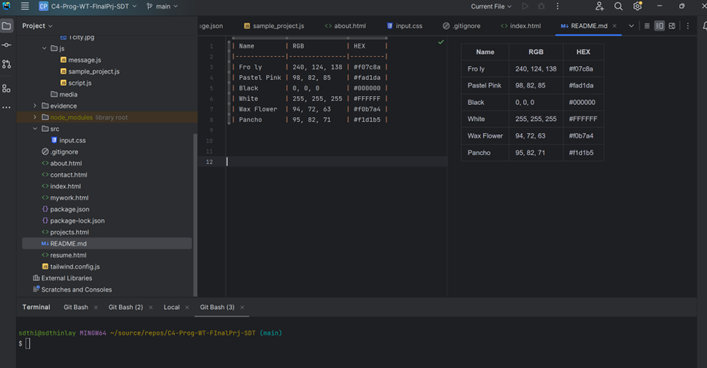 CP C4-Prog-WT-FInalPrj-SDT main Current File
Project
kage.json sample_project.js about.html input.css .gitignore index.html README.md
1city.jpg
js
message.js
sample_project.js
script.js
media
evidence
node_modules library root
src
input.css
.gitignore
about.html
contact.html
index.html
mywork.html
package.json
package-lock.json
projects.html
README.md
resume.html
tailwind.config.js
External Libraries
Scratches and Consoles
1 | Name | RGB | HEX |
2 |-------------|---------------|---------|
3 | Fro ly | 240, 124, 138 | #f07c8a |
4 | Pastel Pink | 98, 82, 85 | #fad1da |
5 | Black | 0, 0, 0 | #000000 |
6 | White | 255, 255, 255 | #FFFFFF |
7 | Wax Flower | 94, 72, 63 | #f0b7a4 |
8 | Pancho | 95, 82, 71 | #f1d1b5 |
9
10
11
12
Name RGB HEX
Fro ly 240, 124, 138 #f07c8a
Pastel Pink 98, 82, 85 #fad1da
Black 0, 0, 0 #000000
White 255, 255, 255 #FFFFFF
Wax Flower 94, 72, 63 #f0b7a4
Pancho 95, 82, 71 #f1d1b5
Terminal Git Bash Git Bash (2) Local Git Bash (3)
sdthi@sdthinlay MINGW64 ~/source/repos/C4-Prog-WT-FInalPrj-SDT (main)
$